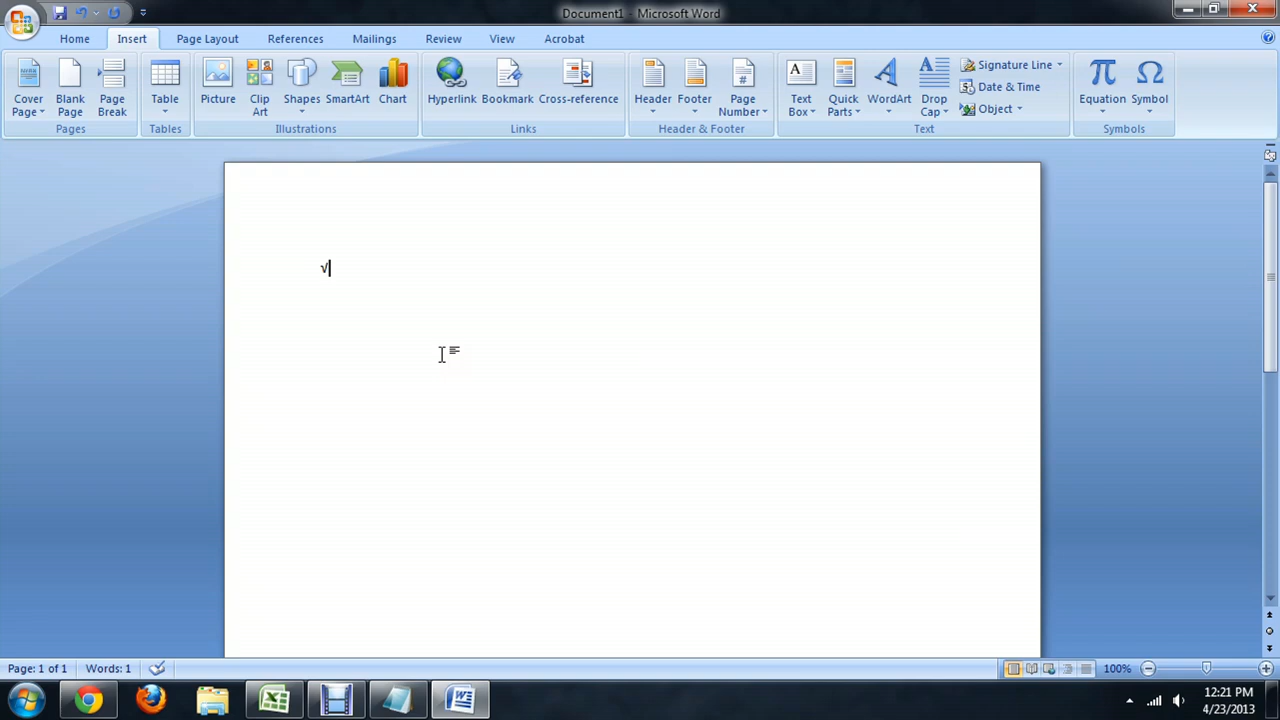 Document1 - Microsoft Word
Home Insert Page Layout References Mailings Review View Acrobat
Cover Page
Blank Page
Page Break
Pages
Table
Tables
Picture
Clip Art
Shapes
SmartArt
Chart
Illustrations
Hyperlink
Bookmark
Cross-reference
Links
Header
Footer
Page Number
Header & Footer
Text Box
Quick Parts
WordArt
Drop Cap
Signature Line
Date & Time
Object
Text
π Equation
Ω Symbol
Symbols
√
Page: 1 of 1 Words: 1 100%
12:21 PM
4/23/2013